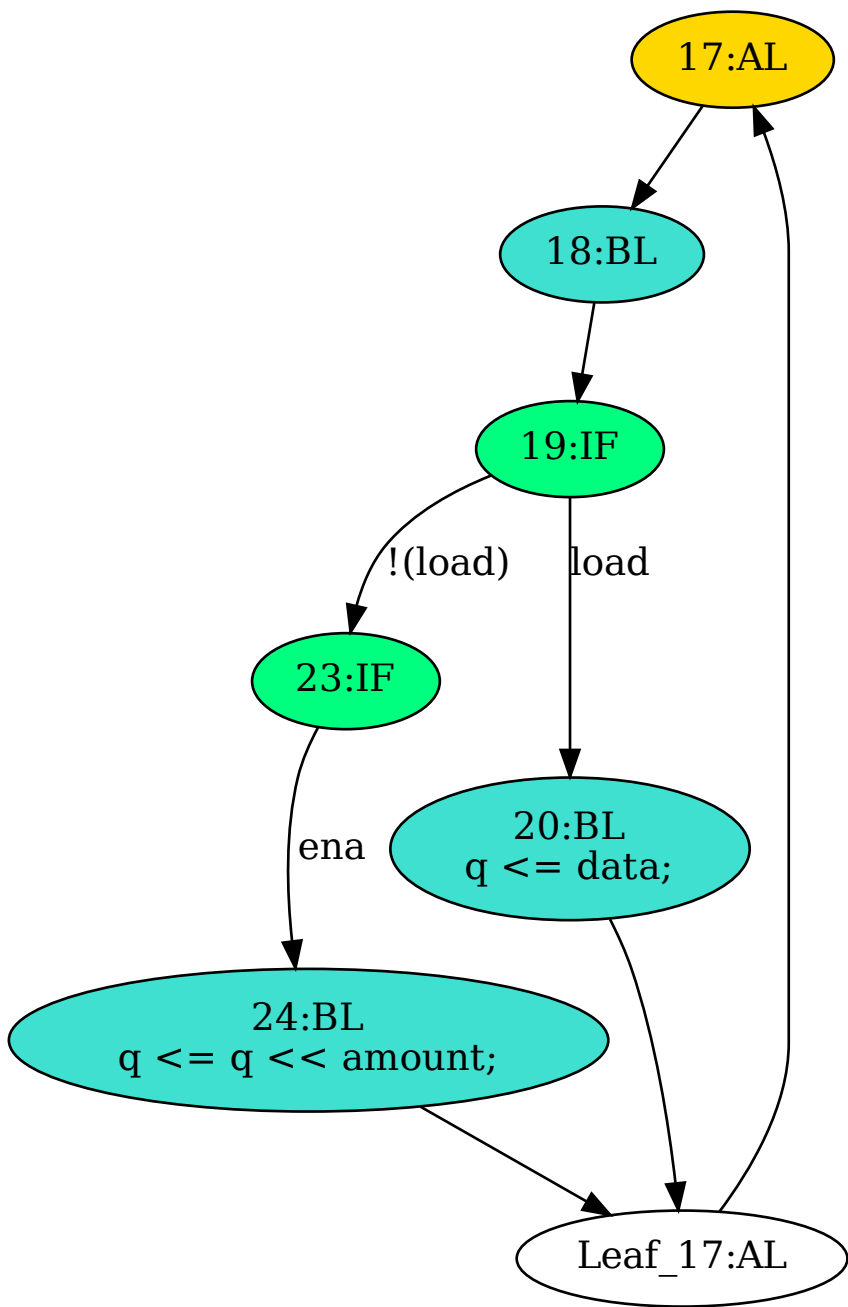 17:AL
18:BL
19:IF
!(load)
load
23:IF
20:BL
q <= data;
ena
24:BL
q <= q << amount;
Leaf_17:AL